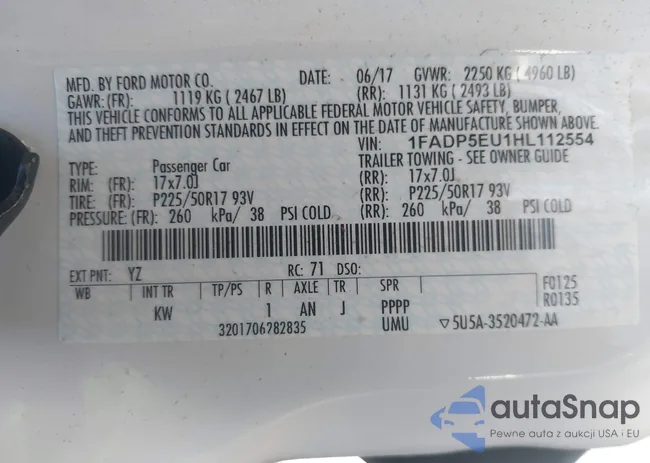 MFD. BY FORD MOTOR CO. DATE: 06/17 GVWR: 2250 KG ( 4960 LB)
GAWR: (FR): 1119 KG ( 2467 LB) (RR): 1131 KG ( 2493 LB)
THIS VEHICLE CONFORMS TO ALL APPLICABLE FEDERAL MOTOR VEHICLE SAFETY, BUMPER,
AND THEFT PREVENTION STANDARDS IN EFFECT ON THE DATE OF MANUFACTURE SHOWN ABOVE.
VIN: 1FADP5EU1HL112554
TYPE: Passenger Car TRAILER TOWING - SEE OWNER GUIDE
RIM: (FR): 17x7.0J (RR): 17x7.0J
TIRE: (FR): P225/50R17 93V (RR): P225/50R17 93V
PRESSURE: (FR): 260 kPa/ 38 PSI COLD (RR): 260 kPa/ 38 PSI COLD
EXT PNT: YZ RC: 71 DSO:
WB INT TR TP/PS R AXLE TR SPR F0125
KW 1 AN J PPPP R0135
3201706282835 UMU ▽5U5A-3520472-AA
autaSnap
Pewne auta z aukcji USA i EU